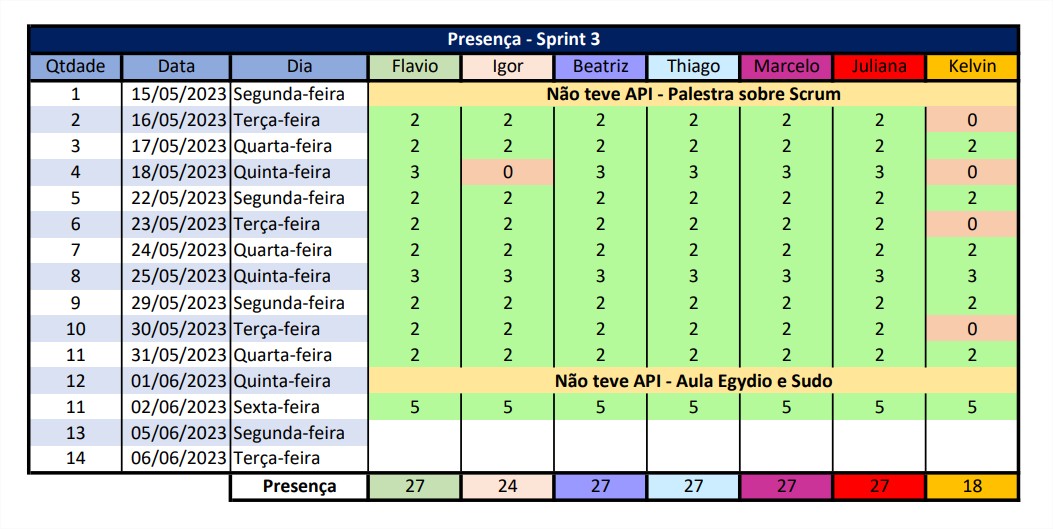 Presença - Sprint 3
Qtdade Data Dia Flavio Igor Beatriz Thiago Marcelo Juliana Kelvin
1 15/05/2023 Segunda-feira Não teve API - Palestra sobre Scrum
2 16/05/2023 Terça-feira 2 2 2 2 2 2 0
3 17/05/2023 Quarta-feira 2 2 2 2 2 2 2
4 18/05/2023 Quinta-feira 3 0 3 3 3 3 0
5 22/05/2023 Segunda-feira 2 2 2 2 2 2 2
6 23/05/2023 Terça-feira 2 2 2 2 2 2 0
7 24/05/2023 Quarta-feira 2 2 2 2 2 2 2
8 25/05/2023 Quinta-feira 3 3 3 3 3 3 3
9 29/05/2023 Segunda-feira 2 2 2 2 2 2 2
10 30/05/2023 Terça-feira 2 2 2 2 2 2 0
11 31/05/2023 Quarta-feira 2 2 2 2 2 2 2
12 01/06/2023 Quinta-feira Não teve API - Aula Egydio e Sudo
11 02/06/2023 Sexta-feira 5 5 5 5 5 5 5
13 05/06/2023 Segunda-feira
14 06/06/2023 Terça-feira
Presença 27 24 27 27 27 27 18